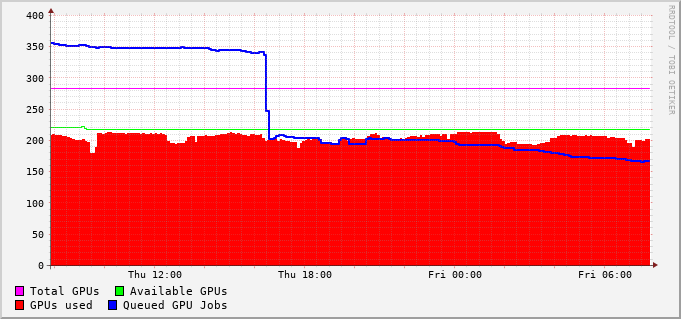 400
350
300
250
200
150
100
50
0
Thu 12:00 Thu 18:00 Fri 00:00 Fri 06:00
Total GPUs Available GPUs
GPUs used Queued GPU Jobs
RRDTOOL / TOBI OETIKER